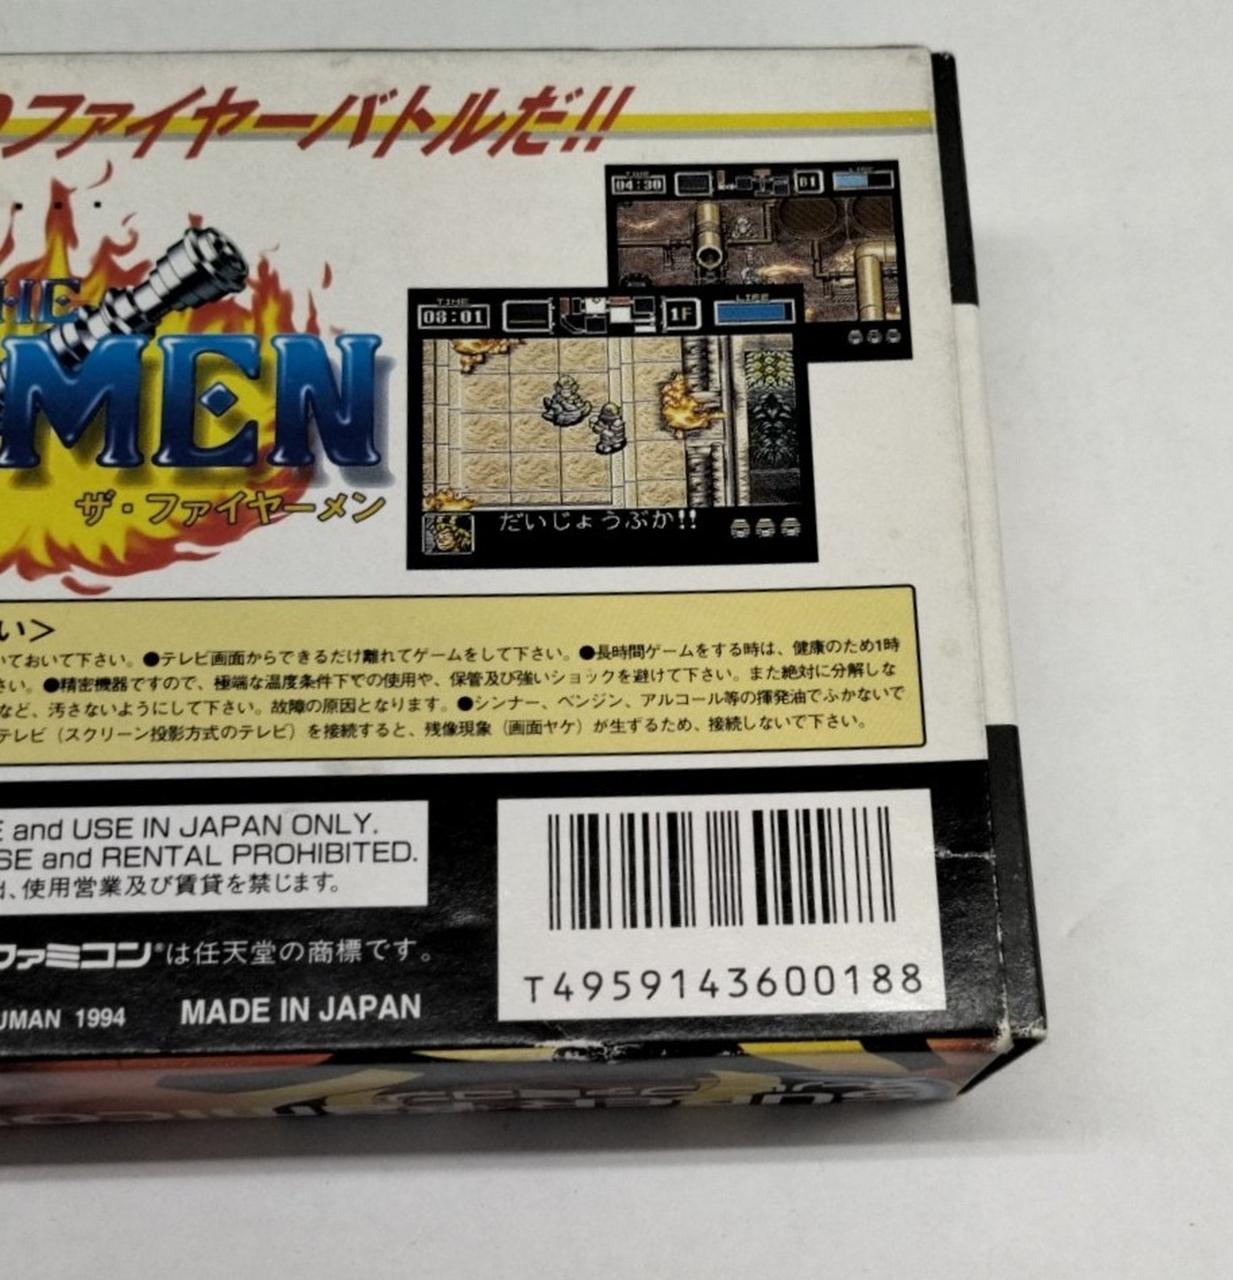 ファイヤーバトルだ!!
THE
MEN
ザ・ファイヤーメン
TIME
04:30
B1
LIFE
TIME
08:01
1F
LIFE
だいじょうぶか!!
い>
いておいて下さい。●テレビ画面からできるだけ離れてゲームをして下さい。●長時間ゲームをする時は、健康のため1時
さい。●精密機器ですので、極端な温度条件下での使用や、保管及び強いショックを避けて下さい。また絶対に分解しな
など、汚さないようにして下さい。故障の原因となります。●シンナー、ベンジン、アルコール等の揮発油でふかないで
テレビ(スクリーン投影方式のテレビ)を接続すると、残像現象(画面ヤケ)が生ずるため、接続しないで下さい。
E and USE IN JAPAN ONLY.
SE and RENTAL PROHIBITED.
、使用営業及び賃貸を禁じます。
ファミコン®は任天堂の商標です。
UMAN 1994 MADE IN JAPAN
T4959143600188